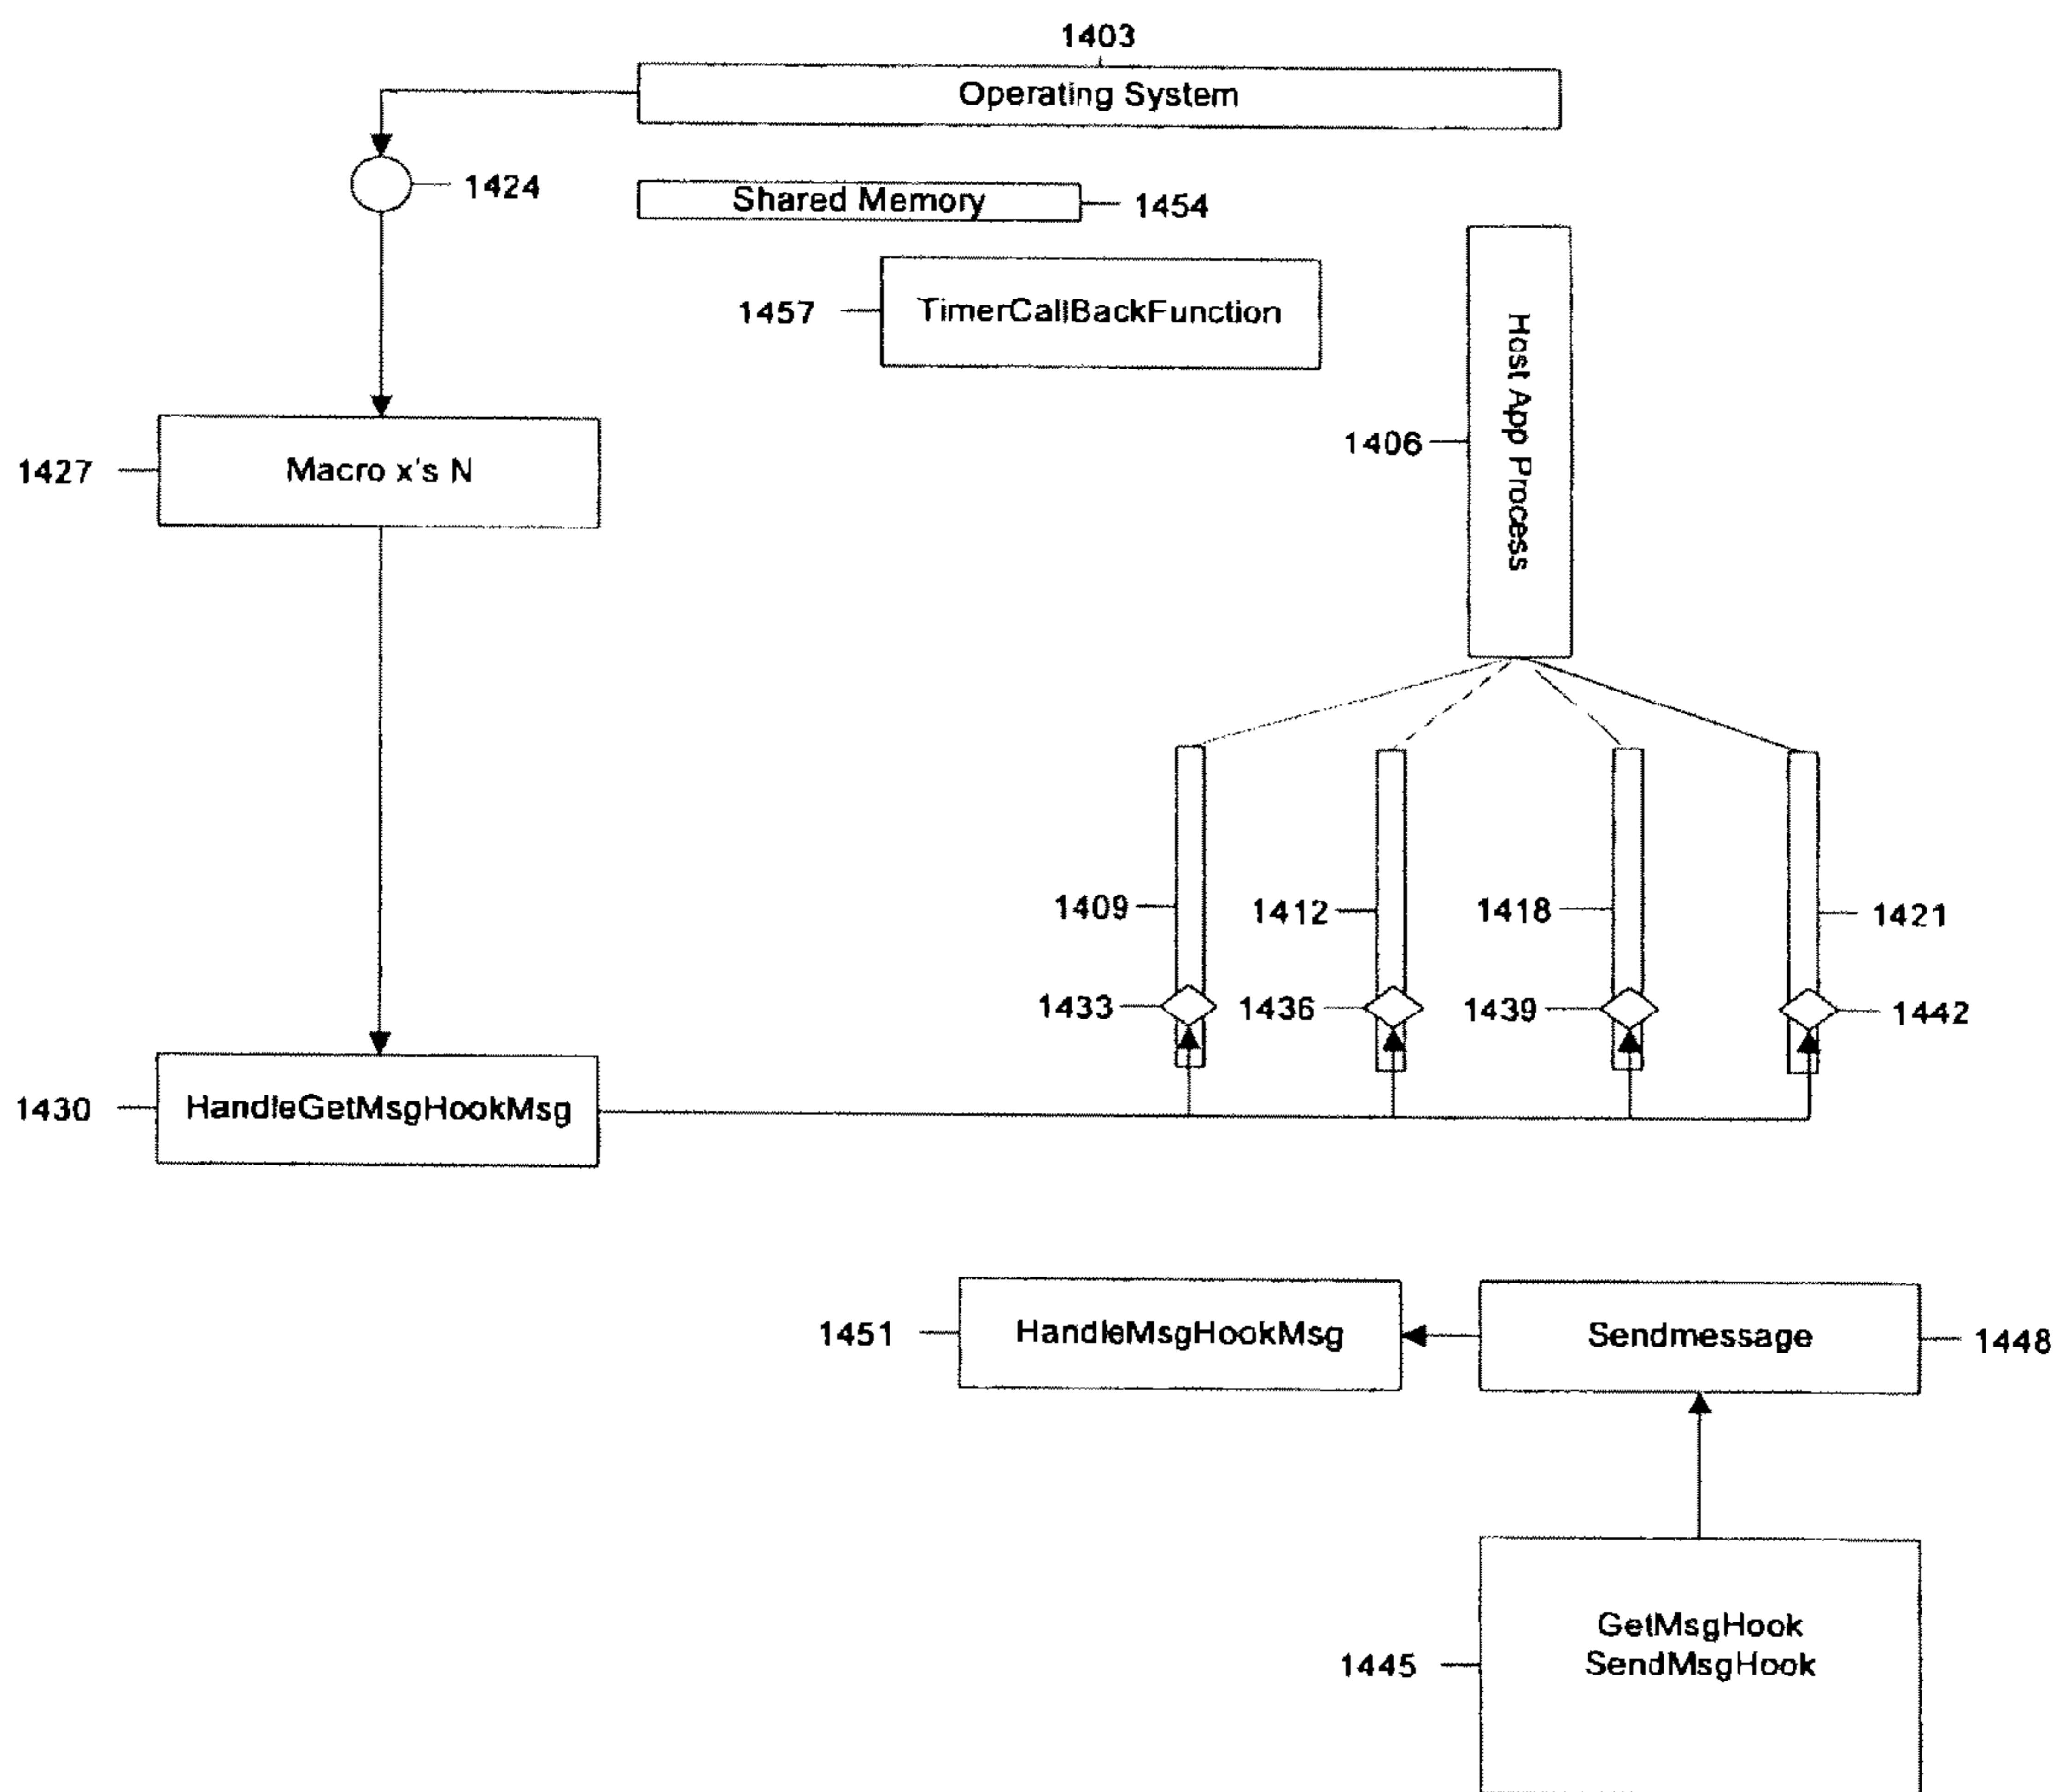 1403
Operating System
1424
Shared Memory
1454
1457
TimerCallBackFunction
Host App Process
1406
1427
Macro x's N
1409
1412
1418
1421
1433
1436
1439
1442
1430
HandleGetMsgHookMsg
1451
HandleMsgHookMsg
Sendmessage
1448
GetMsgHook
SendMsgHook
1445